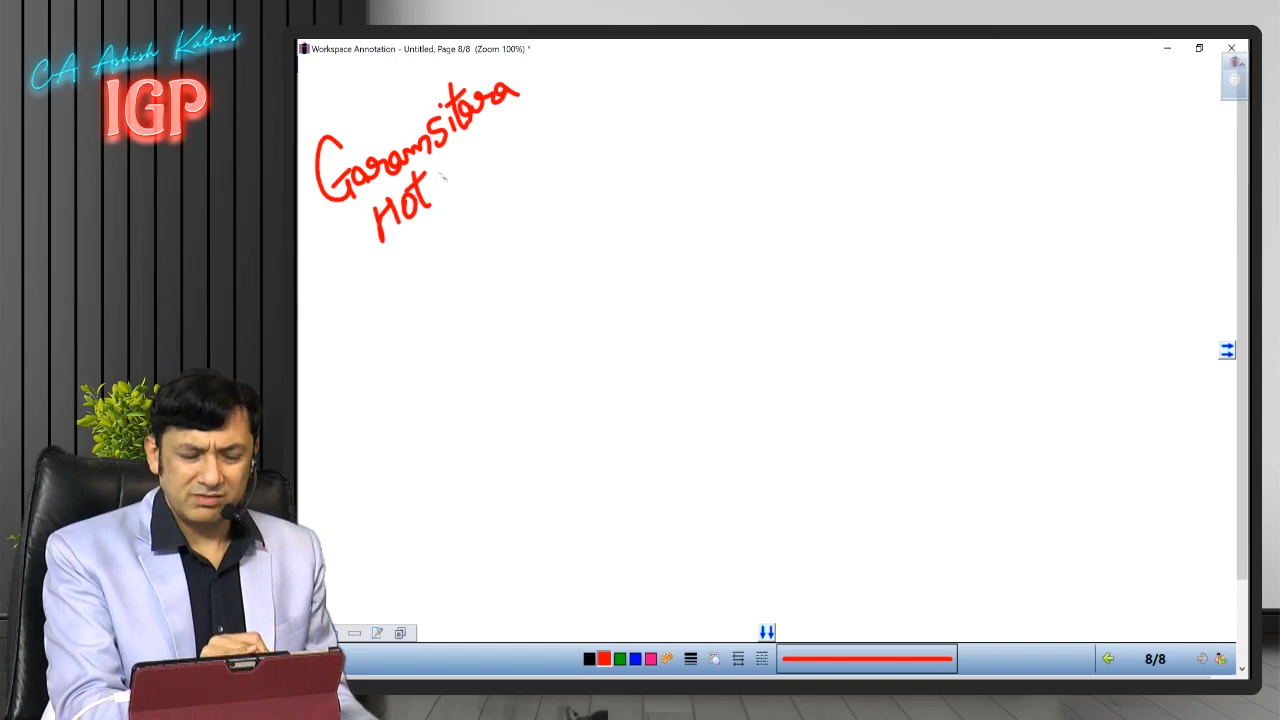 CA Ashish Kalra's
IGP
Workspace Annotation - Untitled, Page 8/8 (Zoom 100%) *
Garamsitara
Hot
8/8